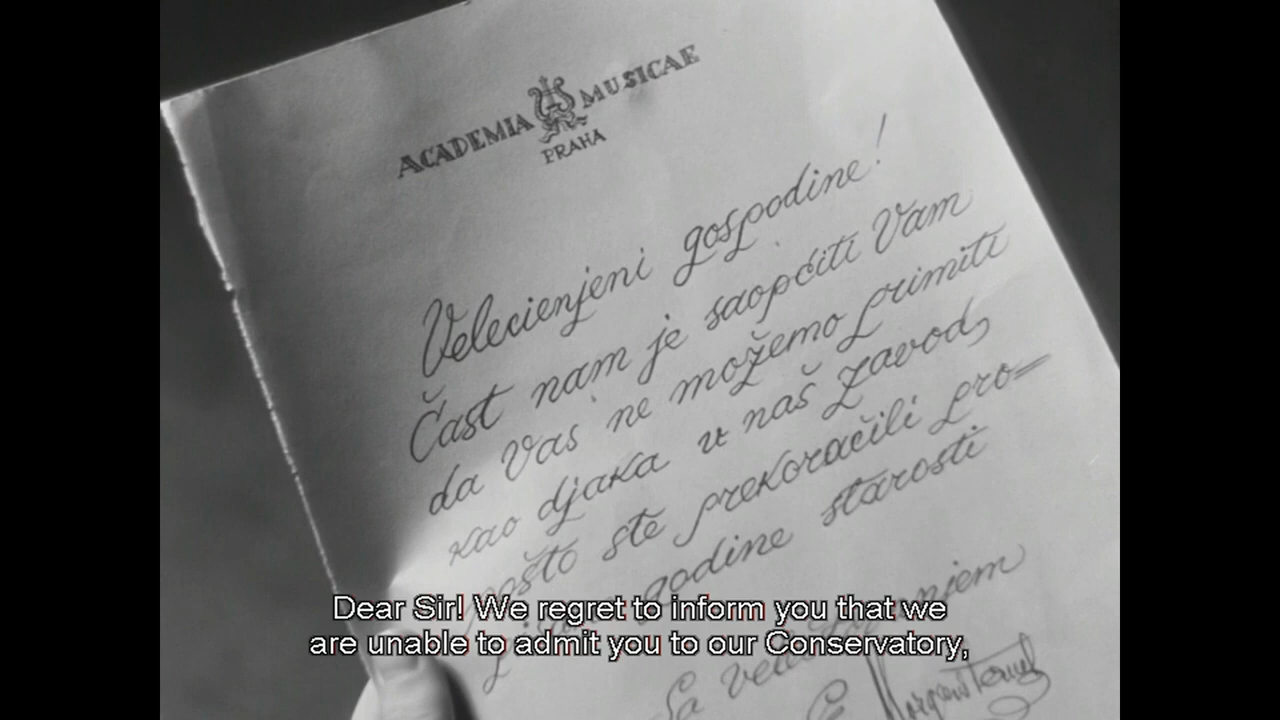 ACADEMIA MUSICAE
PRAHA
Velecienjeni gospodine!
Čast nam je saopćiti Vam
da Vas ne možemo primiti
kao djaka u naš zavod,
pošto ste prekoračili pro=
godine starosti
Sa
Dear Sir! We regret to inform you that we
are unable to admit you to our Conservatory,